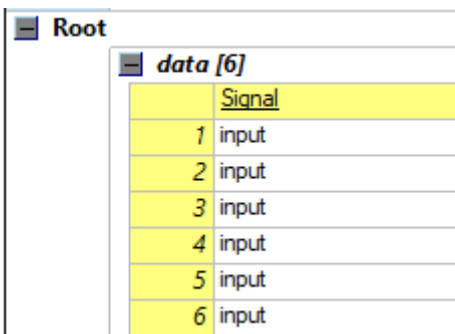 Root
data [6]
Signal
1 input
2 input
3 input
4 input
5 input
6 input